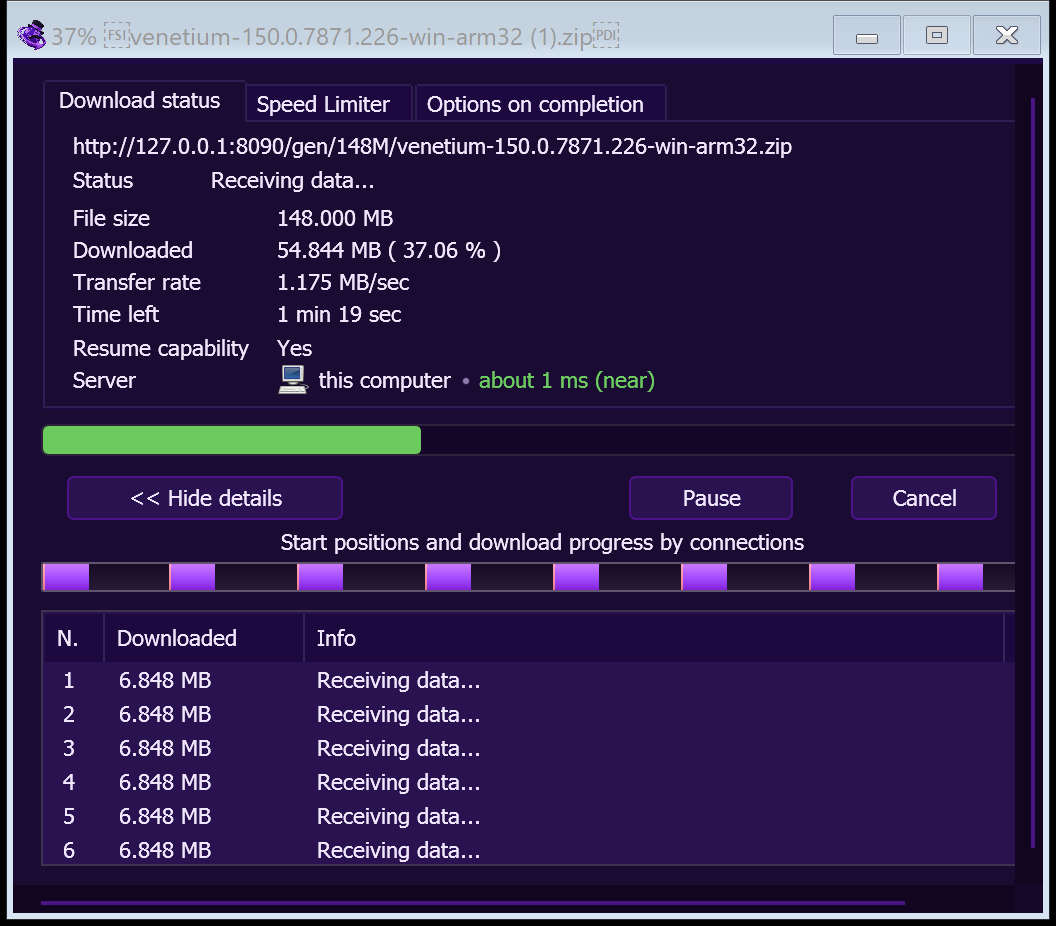 37% FSIvenetium-150.0.7871.226-win-arm32 (1).zipPDI
Download status
Speed Limiter
Options on completion
http://127.0.0.1:8090/gen/148M/venetium-150.0.7871.226-win-arm32.zip
Status Receiving data...
File size 148.000 MB
Downloaded 54.844 MB ( 37.06 % )
Transfer rate 1.175 MB/sec
Time left 1 min 19 sec
Resume capability Yes
Server this computer • about 1 ms (near)
<< Hide details
Pause
Cancel
Start positions and download progress by connections
N. Downloaded Info
1 6.848 MB Receiving data...
2 6.848 MB Receiving data...
3 6.848 MB Receiving data...
4 6.848 MB Receiving data...
5 6.848 MB Receiving data...
6 6.848 MB Receiving data...